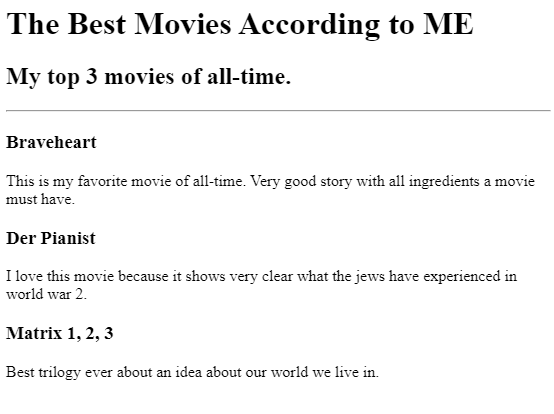 The Best Movies According to ME
My top 3 movies of all-time.
Braveheart
This is my favorite movie of all-time. Very good story with all ingredients a movie
must have.
Der Pianist
I love this movie because it shows very clear what the jews have experienced in
world war 2.
Matrix 1, 2, 3
Best trilogy ever about an idea about our world we live in.